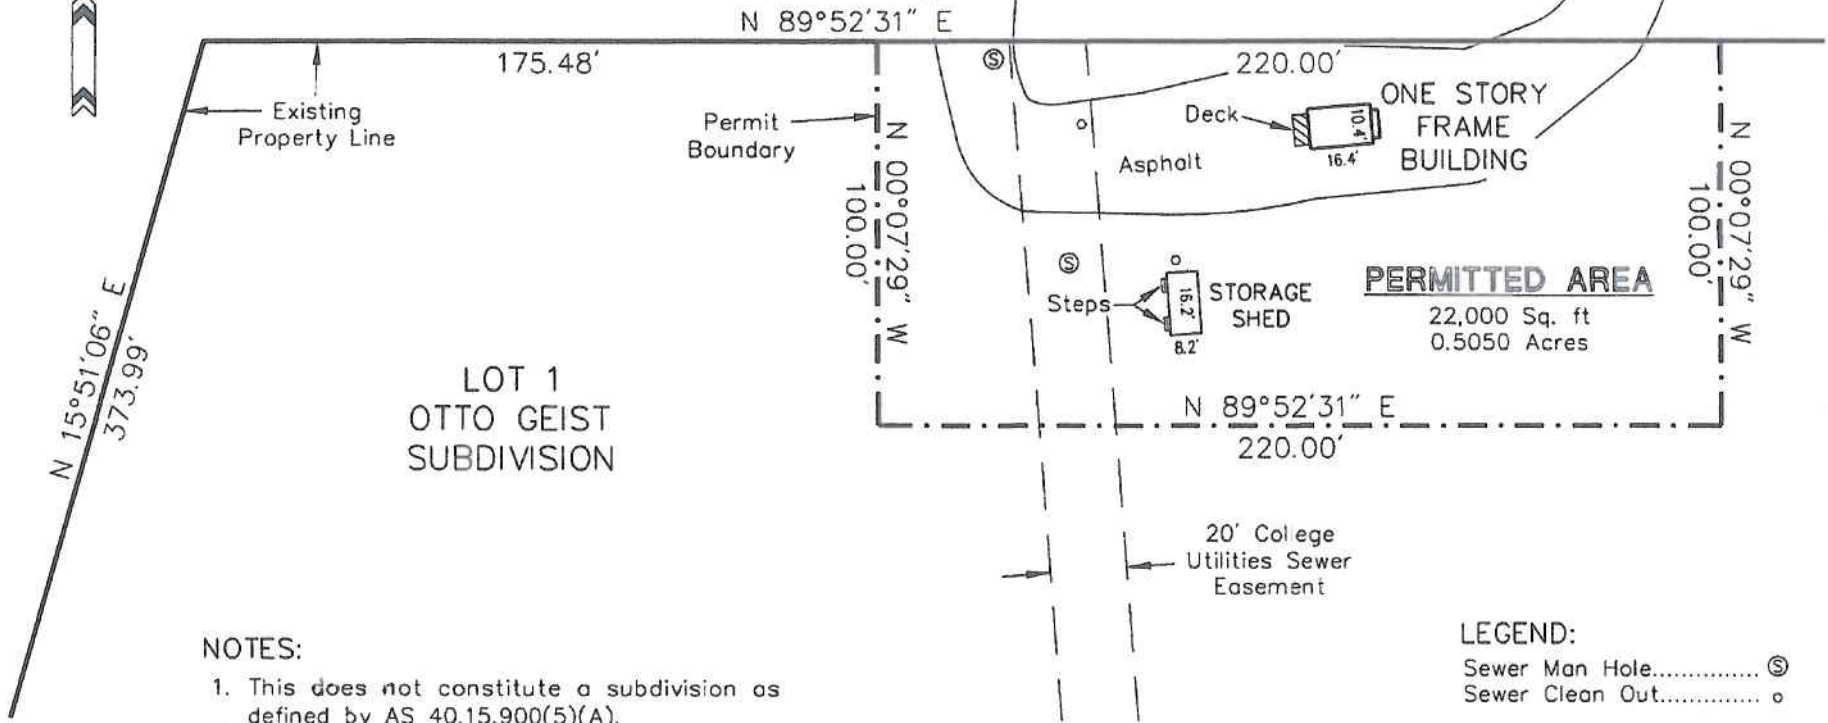 N 89°52'31" E
175.48'
220.00'
Existing
Property Line
Permit
Boundary
Deck
10.4'
16.4'
ONE STORY
FRAME
BUILDING
Asphalt
N 00°07'29" W
100.00'
N 00°07'29" W
100.00'
Steps
16.2'
8.2'
STORAGE
SHED
PERMITTED AREA
22,000 Sq. ft
0.5050 Acres
N 15°51'06" E
373.99'
LOT 1
OTTO GEIST
SUBDIVISION
N 89°52'31" E
220.00'
20' College
Utilities Sewer
Easement
NOTES:
1. This does not constitute a subdivision as
defined by AS 40.15.900(5)(A).
LEGEND:
Sewer Man Hole.............. Ⓢ
Sewer Clean Out............. o